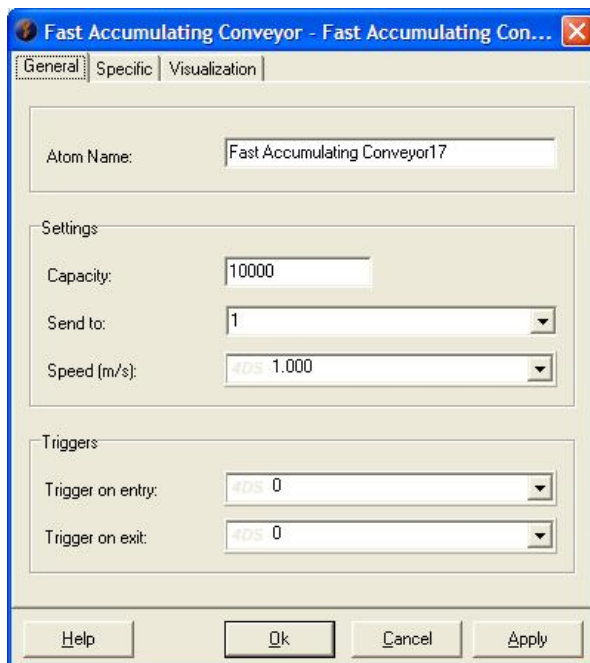 Fast Accumulating Conveyor - Fast Accumulating Con...
General Specific Visualization
Atom Name: Fast Accumulating Conveyor17
Settings
Capacity: 10000
Send to: 1
Speed (m/s): 4DS 1.000
Triggers
Trigger on entry: 4DS 0
Trigger on exit: 4DS 0
Help Ok Cancel Apply